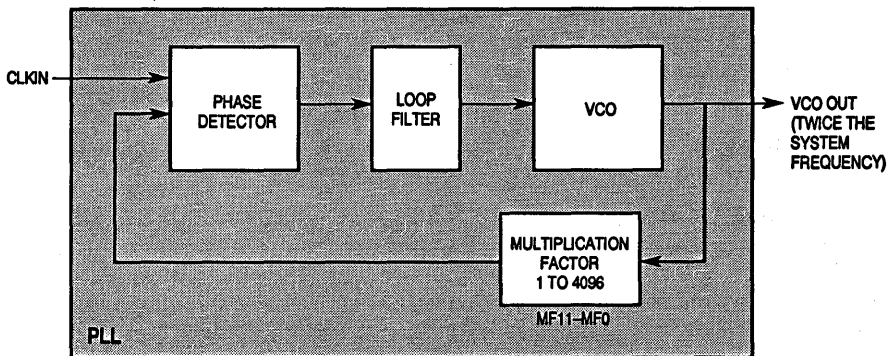 CLKIN
PHASE
DETECTOR
LOOP
FILTER
VCO
VCO OUT
(TWICE THE
SYSTEM
FREQUENCY)
MULTIPLICATION
FACTOR
1 TO 4096
MF11–MF0
PLL